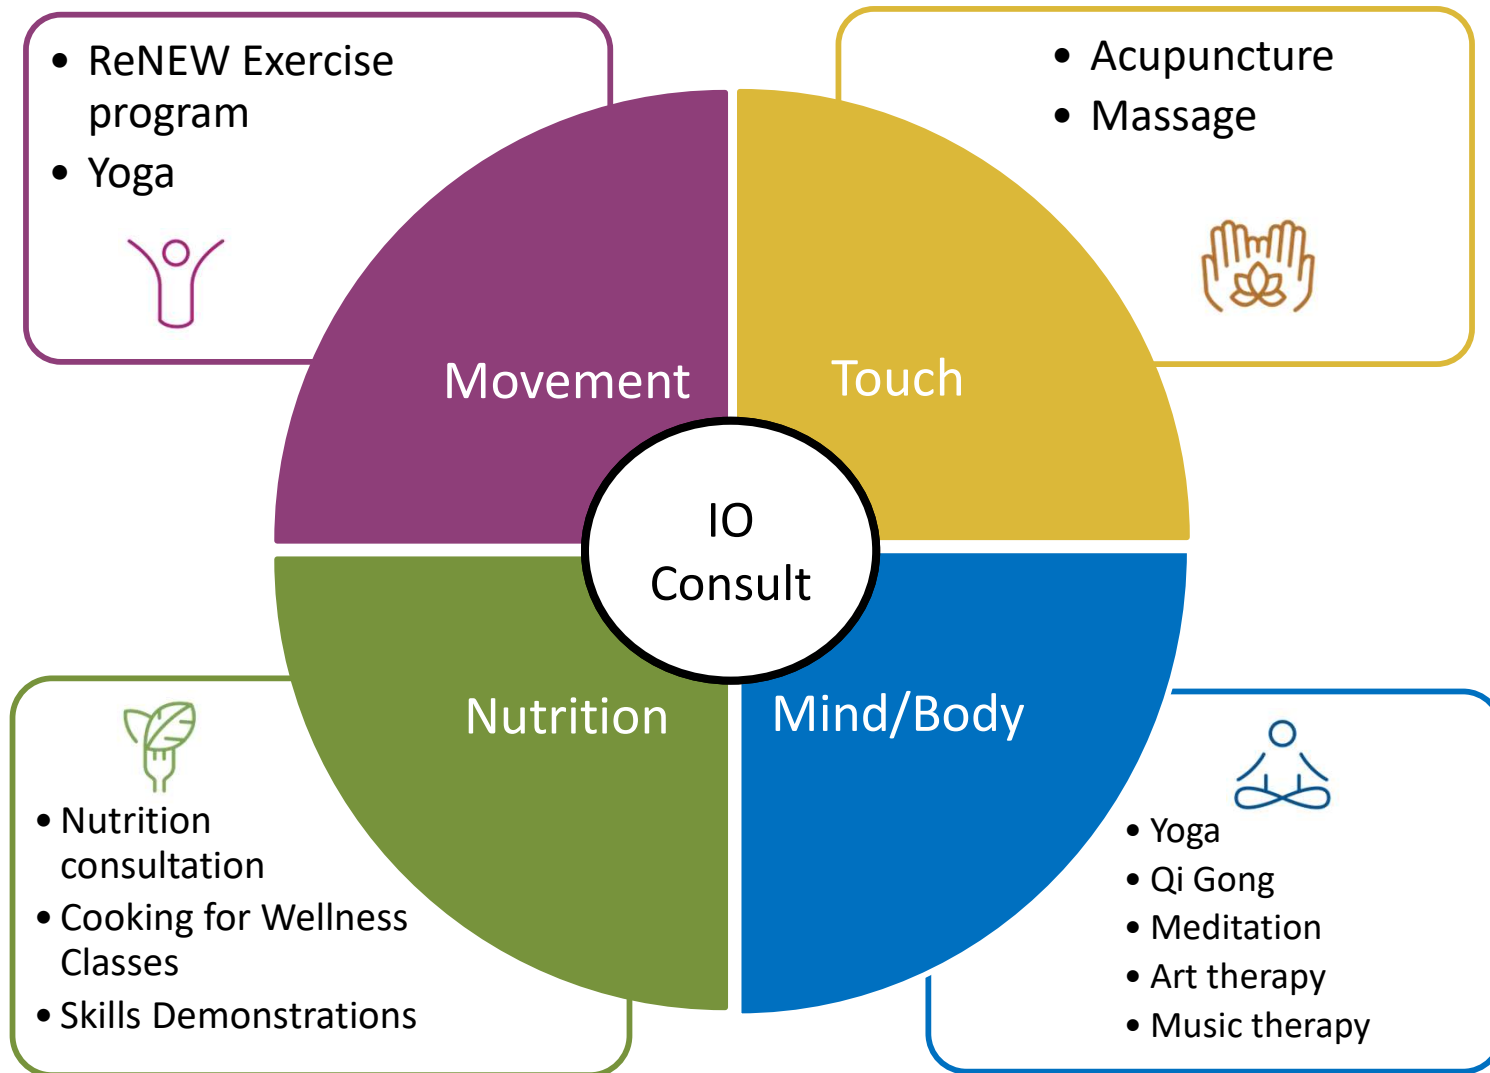 • ReNEW Exercise
program
• Yoga
• Acupuncture
• Massage
Movement
Touch
IO
Consult
Nutrition
Mind/Body
• Nutrition
consultation
• Cooking for Wellness
Classes
• Skills Demonstrations
• Yoga
• Qi Gong
• Meditation
• Art therapy
• Music therapy